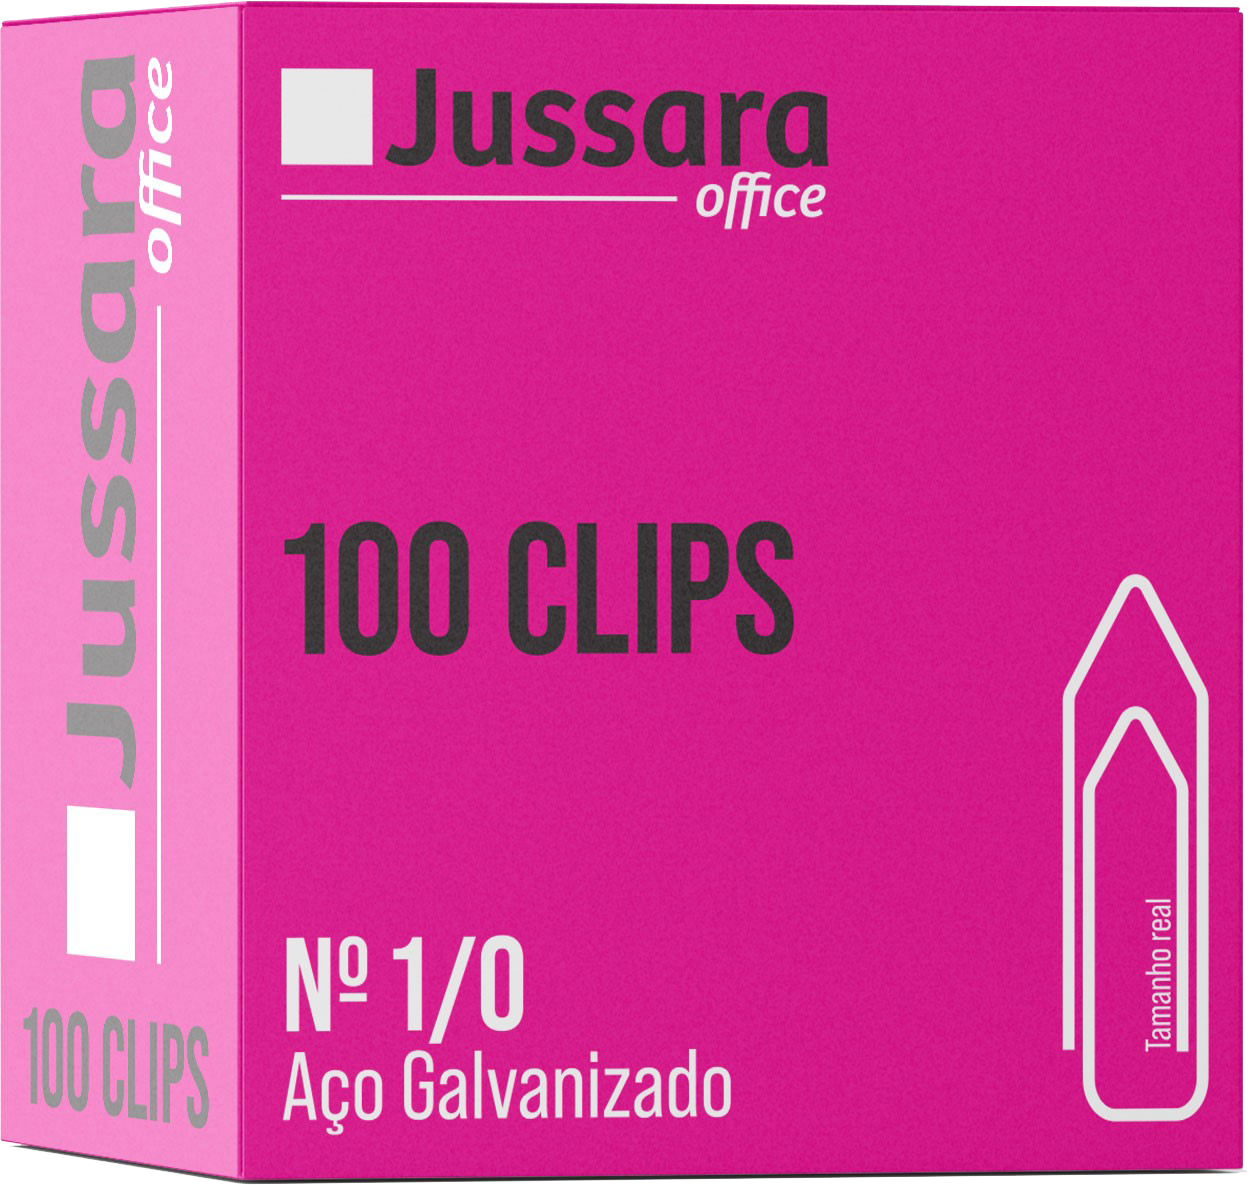 Jussara
office
Jussara
office
100 CLIPS
Nº 1/0
Aço Galvanizado
Tamanho real
100 CLIPS